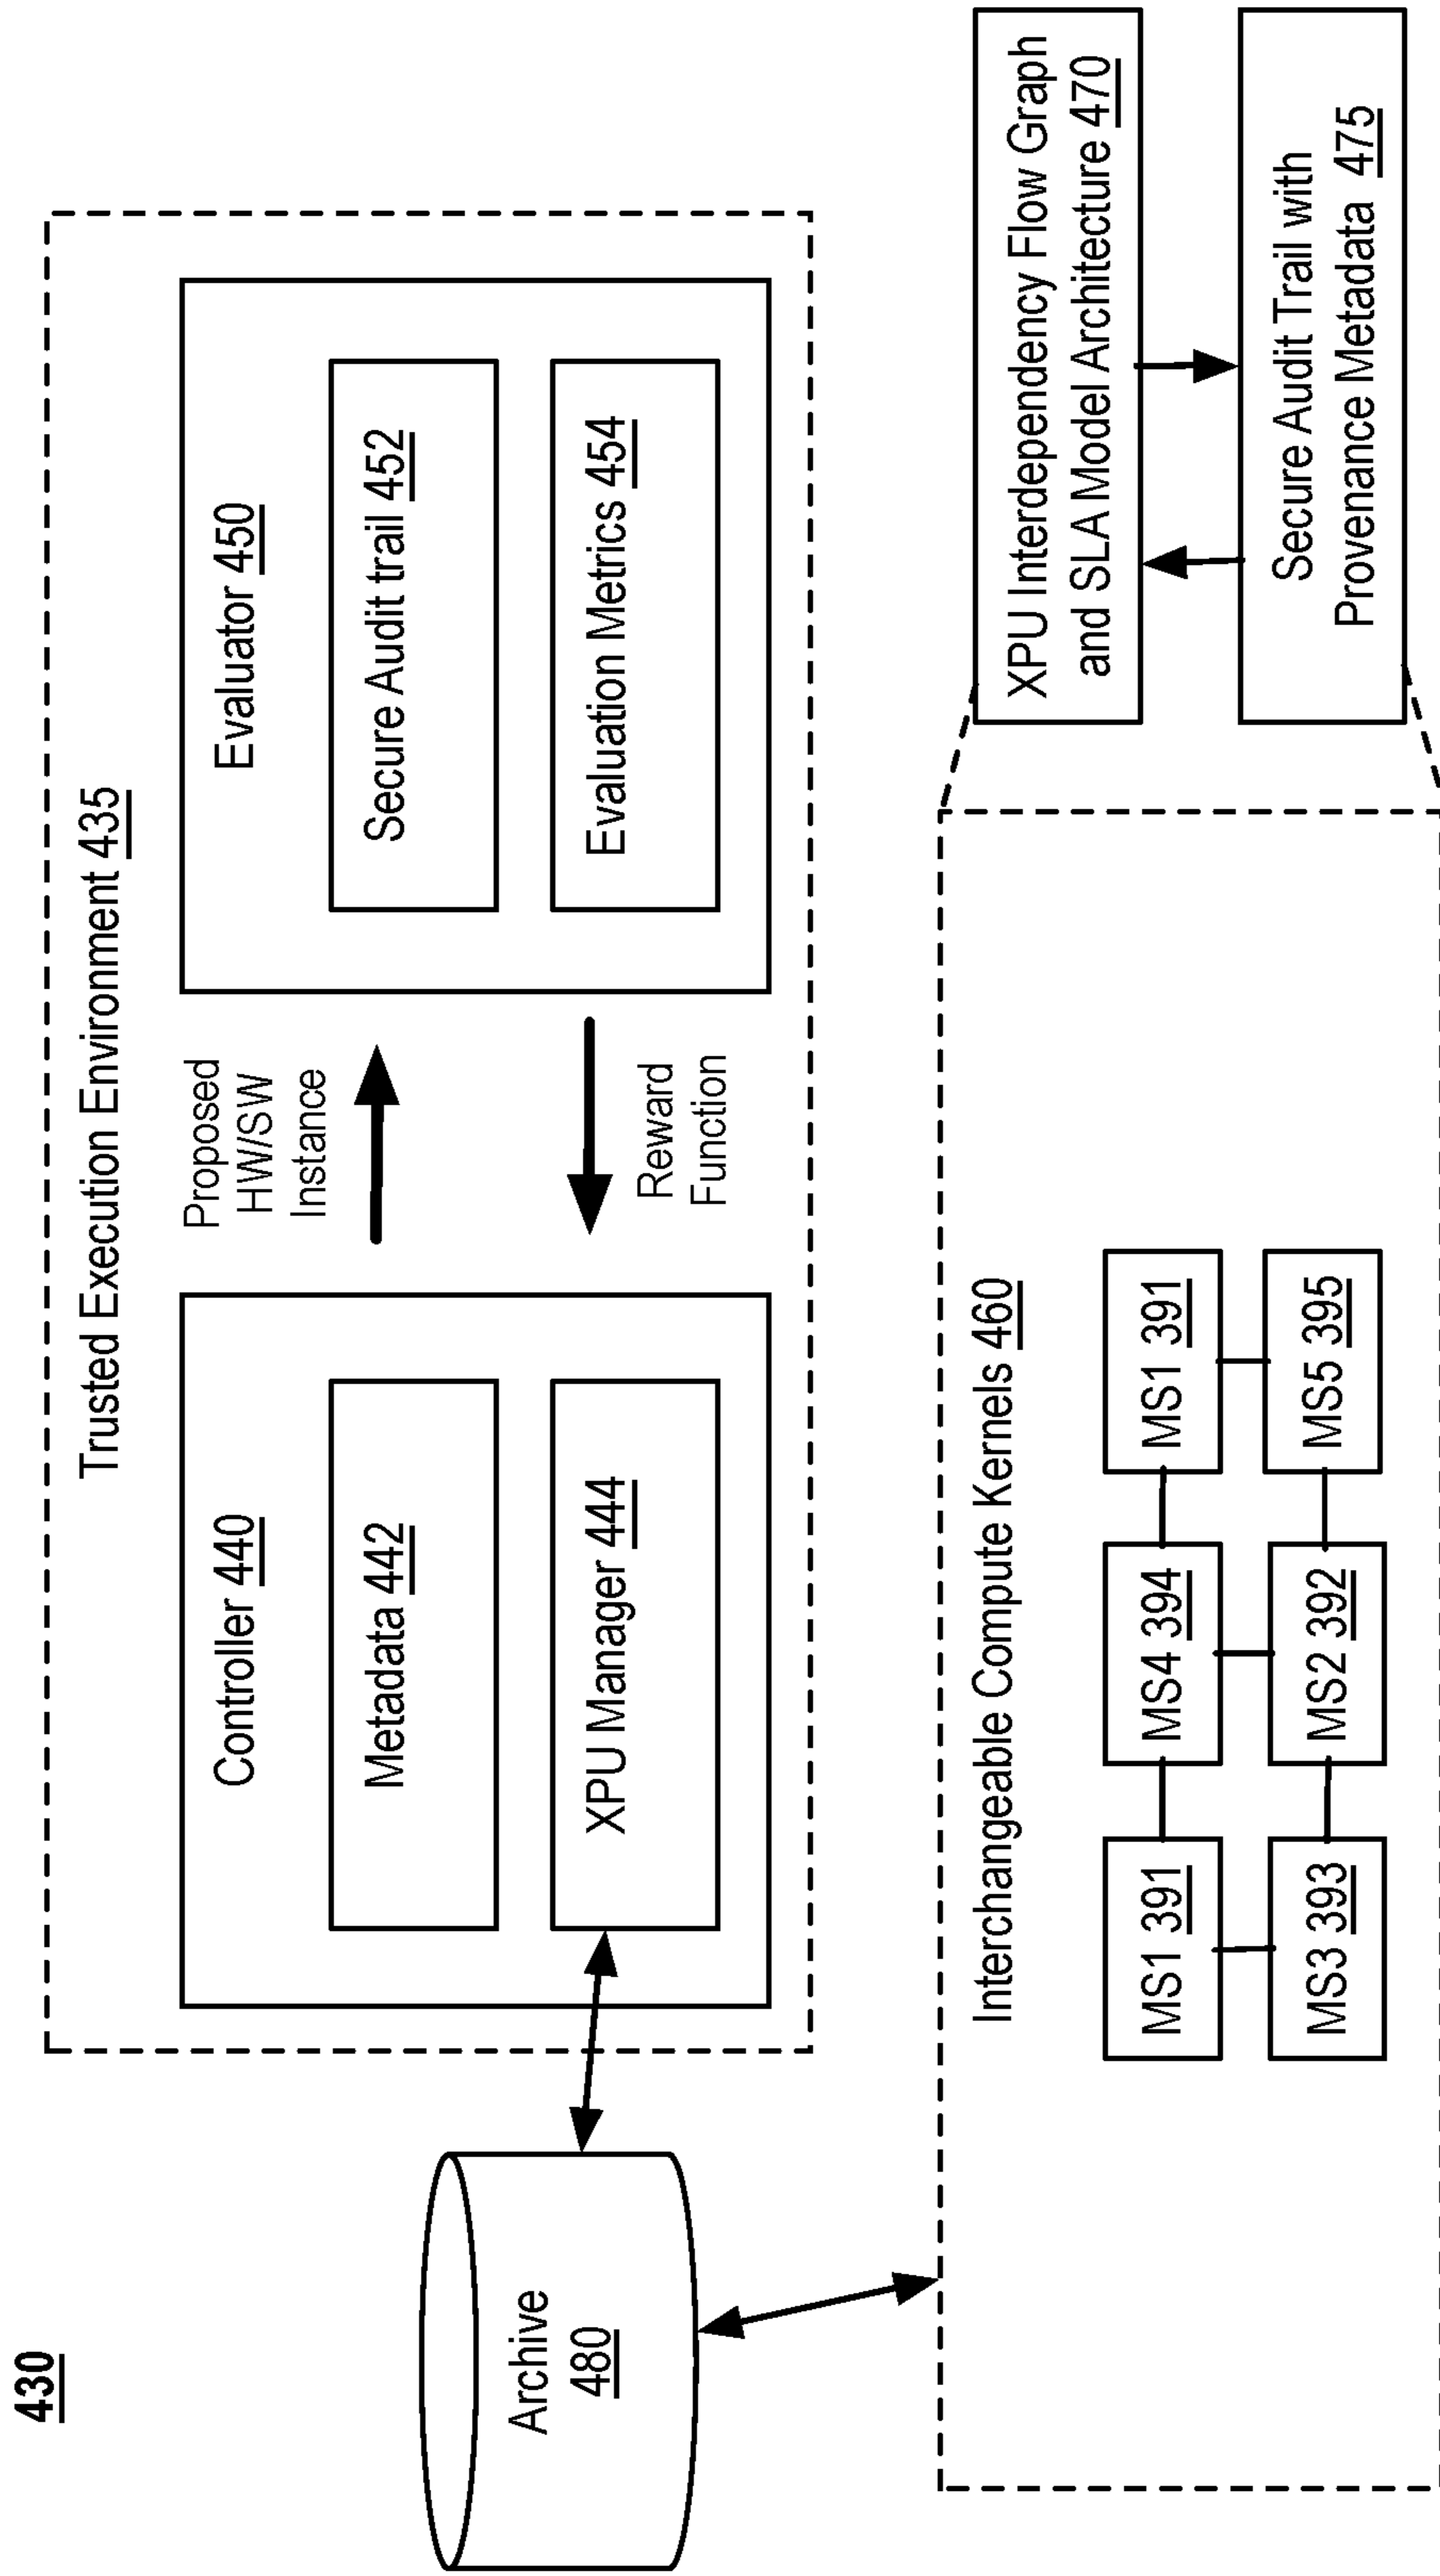 430
Trusted Execution Environment 435
Controller 440
Metadata 442
XPU Manager 444
Proposed
HW/SW
Instance
Reward
Function
Evaluator 450
Secure Audit trail 452
Evaluation Metrics 454
Archive
480
Interchangeable Compute Kernels 460
MS1 391
MS4 394
MS1 391
MS3 393
MS2 392
MS5 395
XPU Interdependency Flow Graph
and SLA Model Architecture 470
Secure Audit Trail with
Provenance Metadata 475